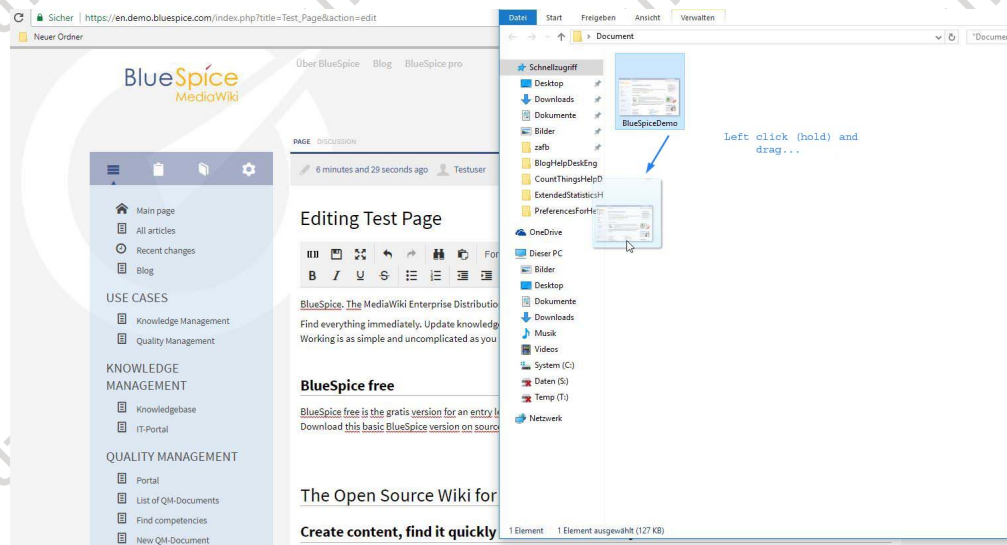 Sicher | https://en.demo.bluespice.com/index.php?title=Test_Page&action=edit
Neuer Ordner
BlueSpice
MediaWiki
Über BlueSpice Blog BlueSpice pro
PAGE DISCUSSION
6 minutes and 29 seconds ago Testuser
Main page
All articles
Recent changes
Blog
USE CASES
Knowledge Management
Quality Management
KNOWLEDGE
MANAGEMENT
Knowledgebase
IT-Portal
QUALITY MANAGEMENT
Portal
List of QM-Documents
Find competencies
New QM-Document
Editing Test Page
For
B I U S
BlueSpice. The MediaWiki Enterprise Distributio
Find everything immediately. Update knowledg
Working is as simple and uncomplicated as you
BlueSpice free
BlueSpice free is the gratis version for an entry le
Download this basic BlueSpice version on source
The Open Source Wiki for
Create content, find it quickly
Datei Start Freigeben Ansicht Verwalten
Document
"Documen
Schnellzugriff
Desktop
Downloads
Dokumente
Bilder
zafb
BlogHelpDeskEng
CountThingsHelpD
ExtendedStatisticsH
PreferencesForHe
OneDrive
Dieser PC
Bilder
Desktop
Dokumente
Downloads
Musik
Videos
System (C:)
Daten (S:)
Temp (T:)
Netzwerk
BlueSpiceDemo
Left click (hold) and
drag...
1 Element 1 Element ausgewählt (127 KB)